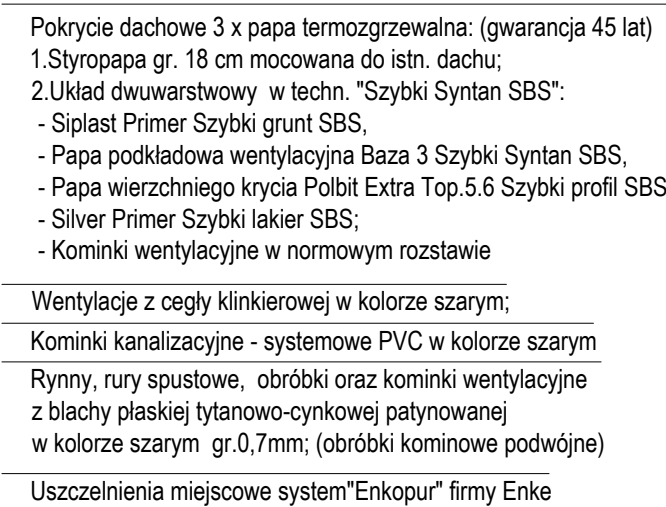 Pokrycie dachowe 3 x papa termozgrzewalna: (gwarancja 45 lat)
1.Styropapa gr. 18 cm mocowana do istn. dachu;
2.Układ dwuwarstwowy w techn. "Szybki Syntan SBS":
- Siplast Primer Szybki grunt SBS,
- Papa podkładowa wentylacyjna Baza 3 Szybki Syntan SBS,
- Papa wierzchniego krycia Polbit Extra Top.5.6 Szybki profil SBS
- Silver Primer Szybki lakier SBS;
- Kominki wentylacyjne w normowym rozstawie
Wentylacje z cegły klinkierowej w kolorze szarym;
Kominki kanalizacyjne - systemowe PVC w kolorze szarym
Rynny, rury spustowe, obróbki oraz kominki wentylacyjne
z blachy płaskiej tytanowo-cynkowej patynowanej
w kolorze szarym gr.0,7mm; (obróbki kominowe podwójne)
Uszczelnienia miejscowe system"Enkopur" firmy Enke